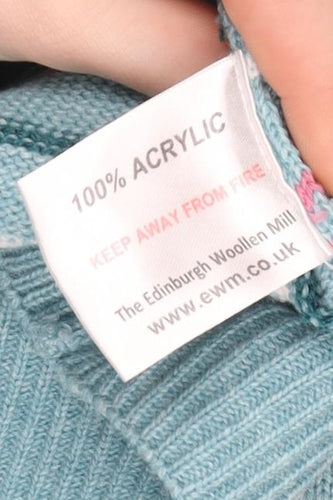 100% ACRYLIC
KEEP AWAY FROM FIRE
The Edinburgh Woollen Mill
www.ewm.co.uk